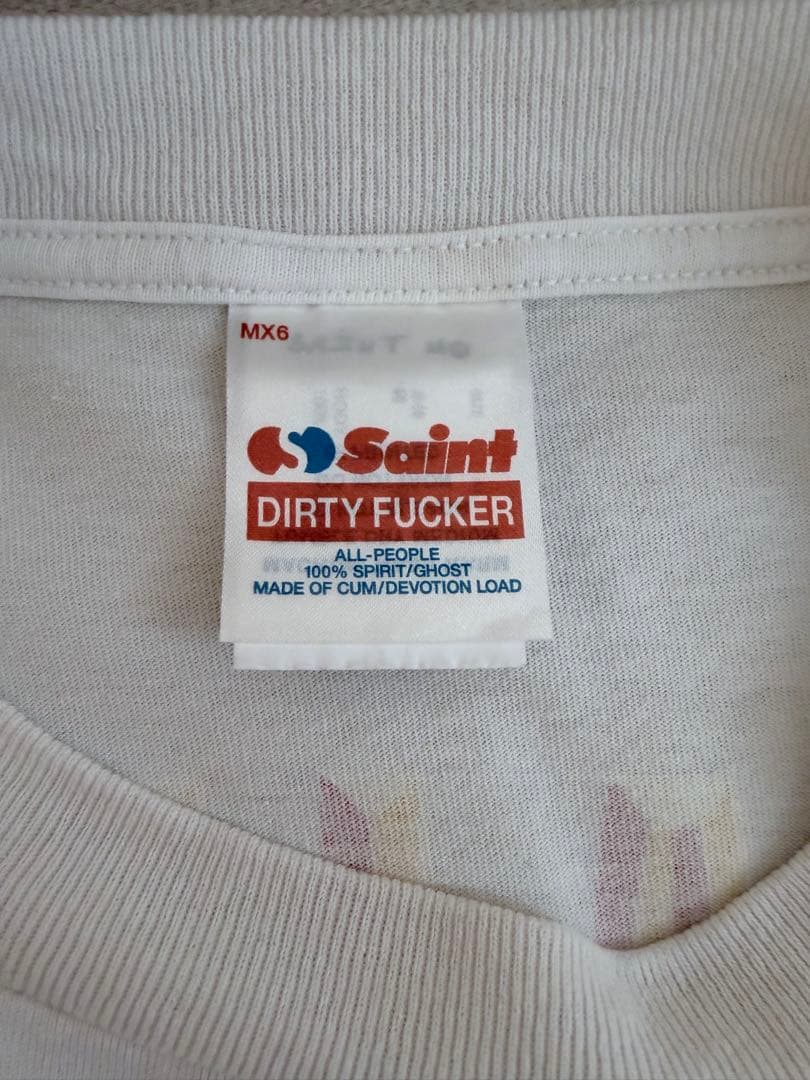 MX6
Saint
DIRTY FUCKER
ALL-PEOPLE
100% SPIRIT/GHOST
MADE OF CUM/DEVOTION LOAD